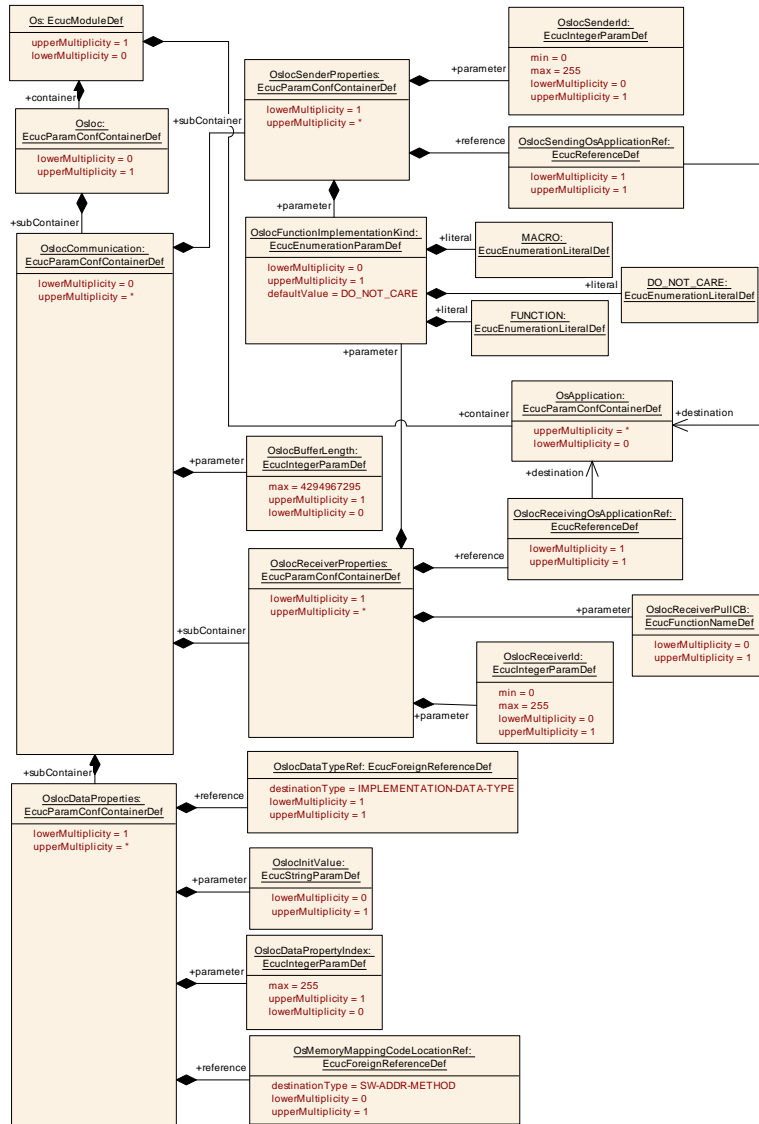 Os: EcucModuleDef
upperMultiplicity = 1
lowerMultiplicity = 0
+container
OsIoc:
EcucParamConfContainerDef
lowerMultiplicity = 0
upperMultiplicity = 1
+subContainer
OsIocCommunication:
EcucParamConfContainerDef
lowerMultiplicity = 0
upperMultiplicity = *
+subContainer
OsIocSenderProperties:
EcucParamConfContainerDef
lowerMultiplicity = 1
upperMultiplicity = *
+parameter
OsIocSenderId:
EcucIntegerParamDef
min = 0
max = 255
lowerMultiplicity = 0
upperMultiplicity = 1
+reference
OsIocSendingOsApplicationRef:
EcucReferenceDef
lowerMultiplicity = 1
upperMultiplicity = 1
+parameter
OsIocFunctionImplementationKind:
EcucEnumerationParamDef
lowerMultiplicity = 0
upperMultiplicity = 1
defaultValue = DO_NOT_CARE
+literal
MACRO:
EcucEnumerationLiteralDef
+literal
DO_NOT_CARE:
EcucEnumerationLiteralDef
+literal
FUNCTION:
EcucEnumerationLiteralDef
+parameter
+container
OsApplication:
EcucParamConfContainerDef
upperMultiplicity = *
lowerMultiplicity = 0
+destination
+destination
+parameter
OsIocBufferLength:
EcucIntegerParamDef
max = 4294967295
upperMultiplicity = 1
lowerMultiplicity = 0
OsIocReceivingOsApplicationRef:
EcucReferenceDef
lowerMultiplicity = 1
upperMultiplicity = 1
+reference
+subContainer
OsIocReceiverProperties:
EcucParamConfContainerDef
lowerMultiplicity = 1
upperMultiplicity = *
+parameter
OsIocReceiverPullCB:
EcucFunctionNameDef
lowerMultiplicity = 0
upperMultiplicity = 1
+parameter
OsIocReceiverId:
EcucIntegerParamDef
min = 0
max = 255
lowerMultiplicity = 0
upperMultiplicity = 1
+subContainer
OsIocDataProperties:
EcucParamConfContainerDef
lowerMultiplicity = 1
upperMultiplicity = *
+reference
OsIocDataTypeRef: EcucForeignReferenceDef
destinationType = IMPLEMENTATION-DATA-TYPE
lowerMultiplicity = 1
upperMultiplicity = 1
+parameter
OsIocInitValue:
EcucStringParamDef
lowerMultiplicity = 0
upperMultiplicity = 1
+parameter
OsIocDataPropertyIndex:
EcucIntegerParamDef
max = 255
upperMultiplicity = 1
lowerMultiplicity = 0
+reference
OsMemoryMappingCodeLocationRef:
EcucForeignReferenceDef
destinationType = SW-ADDR-METHOD
lowerMultiplicity = 0
upperMultiplicity = 1